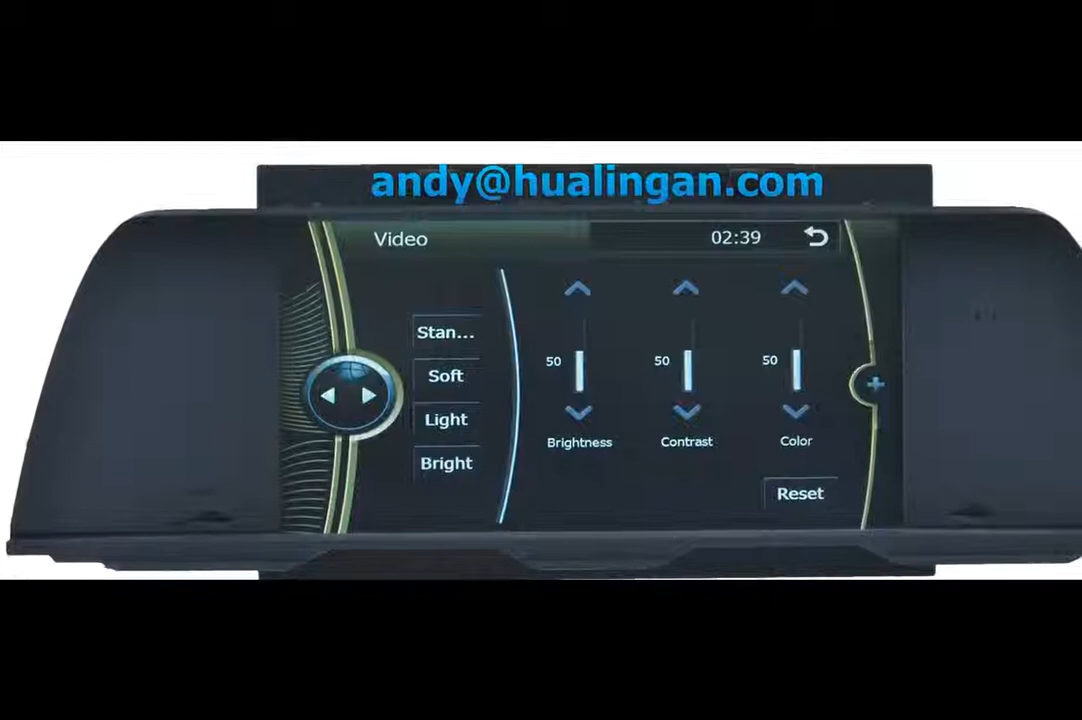 andy@hualingan.com
Video
02:39
Stan...
Soft
Light
Bright
50
50
50
Brightness
Contrast
Color
Reset